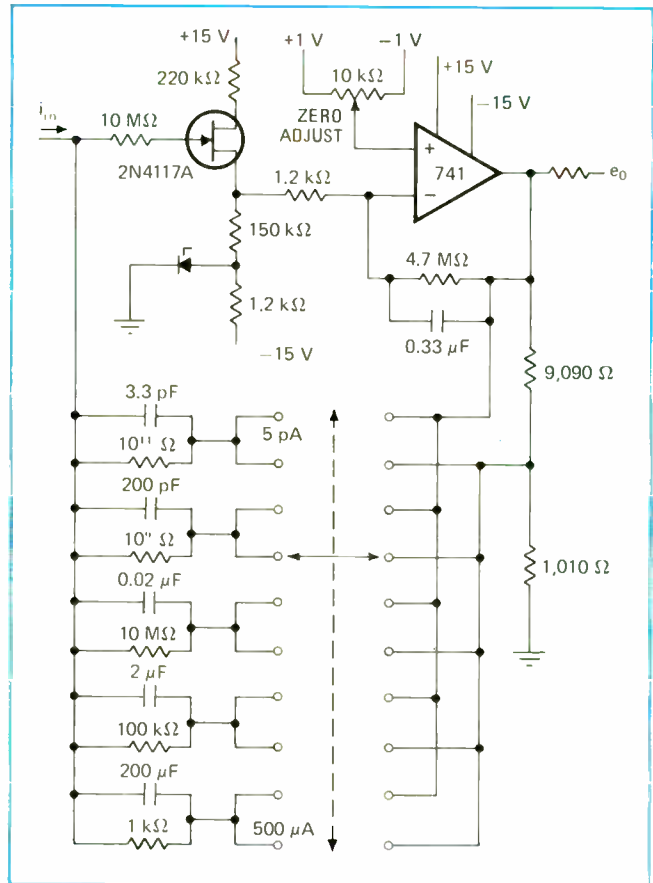 +15 V
+1 V
−1 V
220 kΩ
10 kΩ
+15 V
−15 V
i_in
10 MΩ
ZERO
ADJUST
+
741
−
2N4117A
1.2 kΩ
e₀
150 kΩ
4.7 MΩ
1.2 kΩ
0.33 μF
−15 V
9,090 Ω
3.3 pF
5 pA
10¹¹ Ω
200 pF
10" Ω
1,010 Ω
0.02 μF
10 MΩ
2 μF
100 kΩ
200 μF
500 μA
1 kΩ